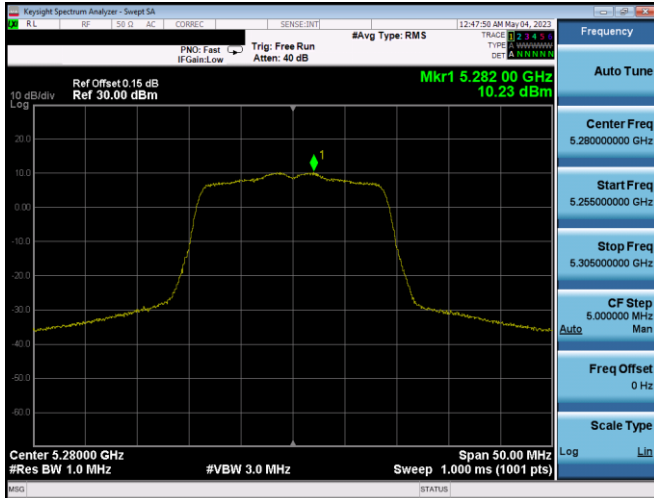 Keysight Spectrum Analyzer - Swept SA
RL RF 50 Ω AC CORREC SENSE:INT 12:47:50 AM May 04, 2023
#Avg Type: RMS TRACE 1 2 3 4 5 6
PNO: Fast Trig: Free Run TYPE A WWWWW
IFGain:Low Atten: 40 dB DET A N N N N N
Mkr1 5.282 00 GHz
Ref Offset 0.15 dB
10 dB/div Ref 30.00 dBm 10.23 dBm
Log
20.0
1
10.0
0.00
-10.0
-20.0
-30.0
-40.0
-50.0
-60.0
Center 5.28000 GHz Span 50.00 MHz
#Res BW 1.0 MHz #VBW 3.0 MHz Sweep 1.000 ms (1001 pts)
MSG STATUS
Frequency
Auto Tune
Center Freq
5.280000000 GHz
Start Freq
5.255000000 GHz
Stop Freq
5.305000000 GHz
CF Step
5.000000 MHz
Auto Man
Freq Offset
0 Hz
Scale Type
Log Lin